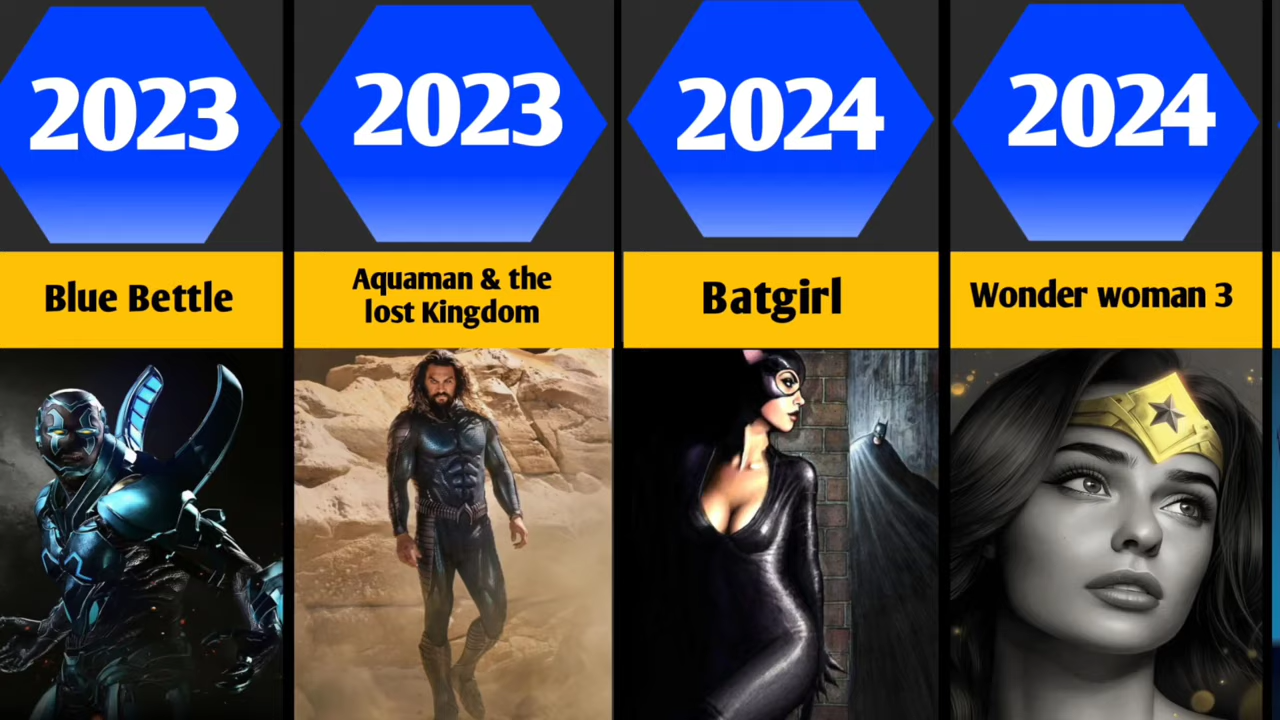 2023
2023
2024
2024
Blue Bettle
Aquaman & the
lost Kingdom
Batgirl
Wonder woman 3